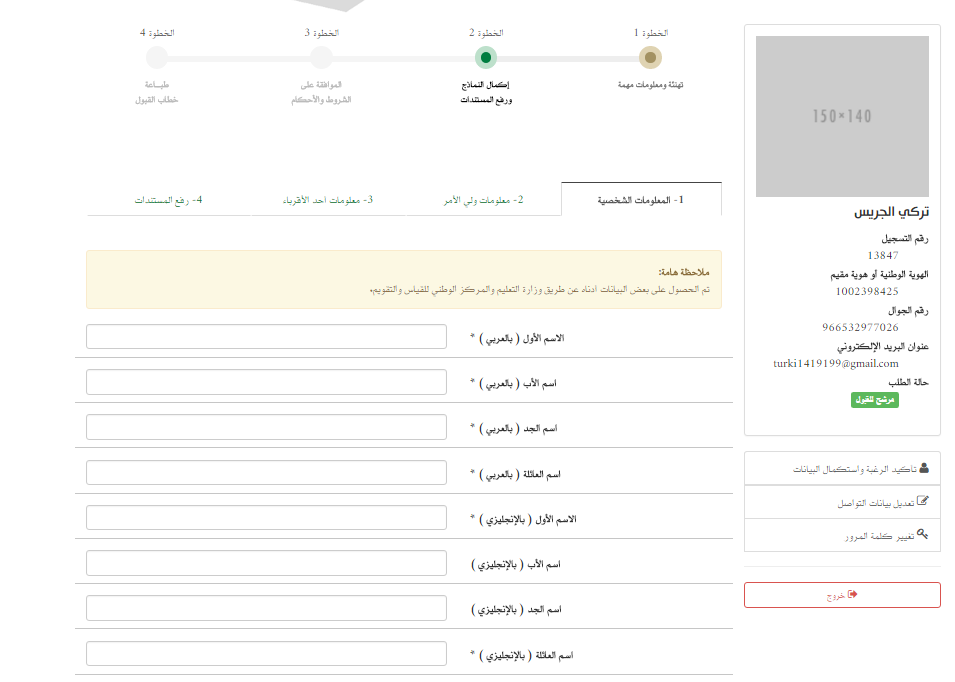 الخطوة 1
الخطوة 2
الخطوة 3
الخطوة 4
تهنئة ومعلومات مهمة
إكمال النماذج
ورفع المستندات
الموافقة على
الشروط والأحكام
طباعة
خطاب القبول
150×140
تركي الجريس
رقم التسجيل
13847
الهوية الوطنية أو هوية مقيم
1002398425
رقم الجوال
966532977026
عنوان البريد الإلكتروني
turki1419199@gmail.com
حالة الطلب
مرشح للقبول
تاكيد الرغبة واستكمال البيانات
تعديل بيانات التواصل
تغيير كلمة المرور
خروج
1- المعلومات الشخصية
2- معلومات ولي الأمر
3- معلومات احد الأقرباء
4- رفع المستندات
ملاحظة هامة:
تم الحصول على بعض البيانات ادناه عن طريق وزارة التعليم والمركز الوطني للقياس والتقويم.
الاسم الأول ( بالعربي ) *
اسم الأب ( بالعربي ) *
اسم الجد ( بالعربي ) *
اسم العائلة ( بالعربي ) *
الاسم الأول ( بالإنجليزي ) *
اسم الأب ( بالإنجليزي )
اسم الجد ( بالإنجليزي )
اسم العائلة ( بالإنجليزي ) *